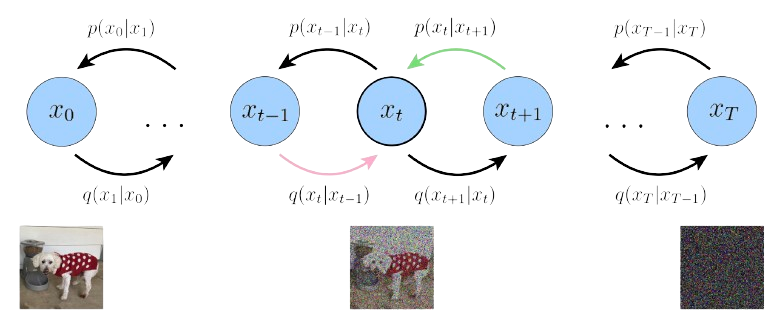 p(x_0|x_1) p(x_{t−1}|x_t) p(x_t|x_{t+1}) p(x_{T−1}|x_T)
x_0 ... x_{t−1} x_t x_{t+1} ... x_T
q(x_1|x_0) q(x_t|x_{t−1}) q(x_{t+1}|x_t) q(x_T|x_{T−1})